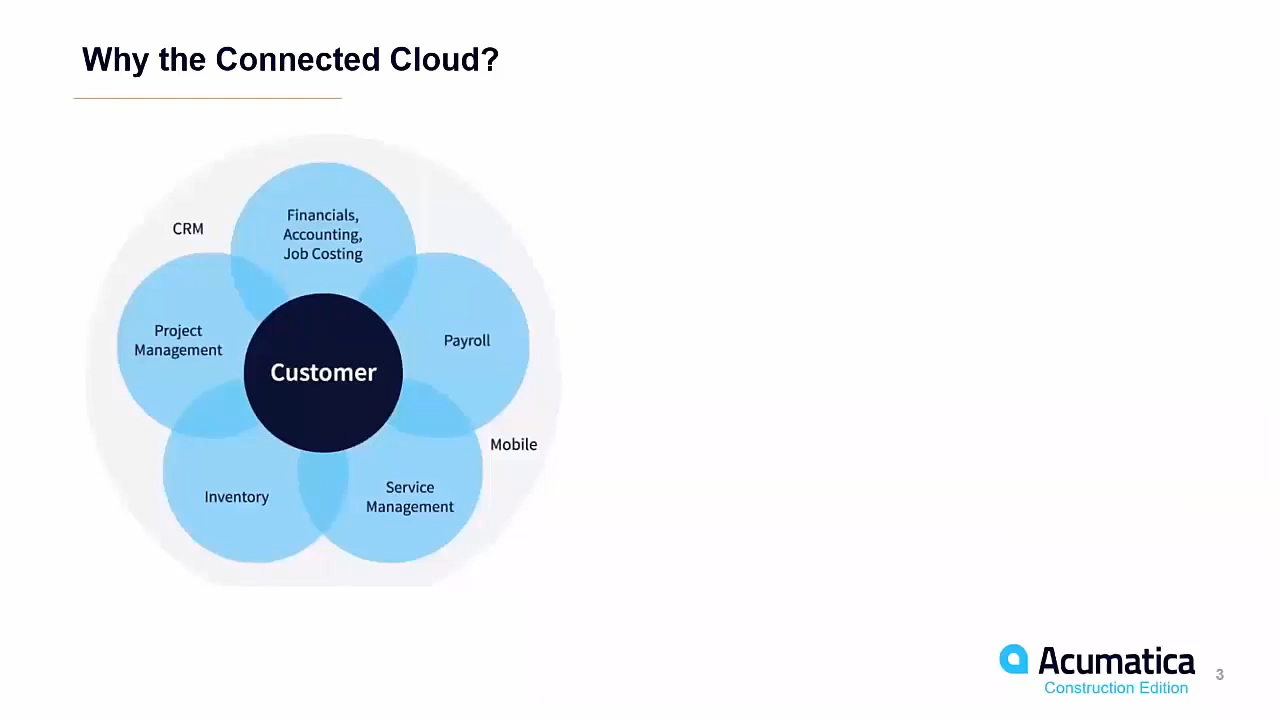 Why the Connected Cloud?
CRM
Financials,
Accounting,
Job Costing
Project
Management
Customer
Payroll
Mobile
Inventory
Service
Management
Acumatica
Construction Edition
3